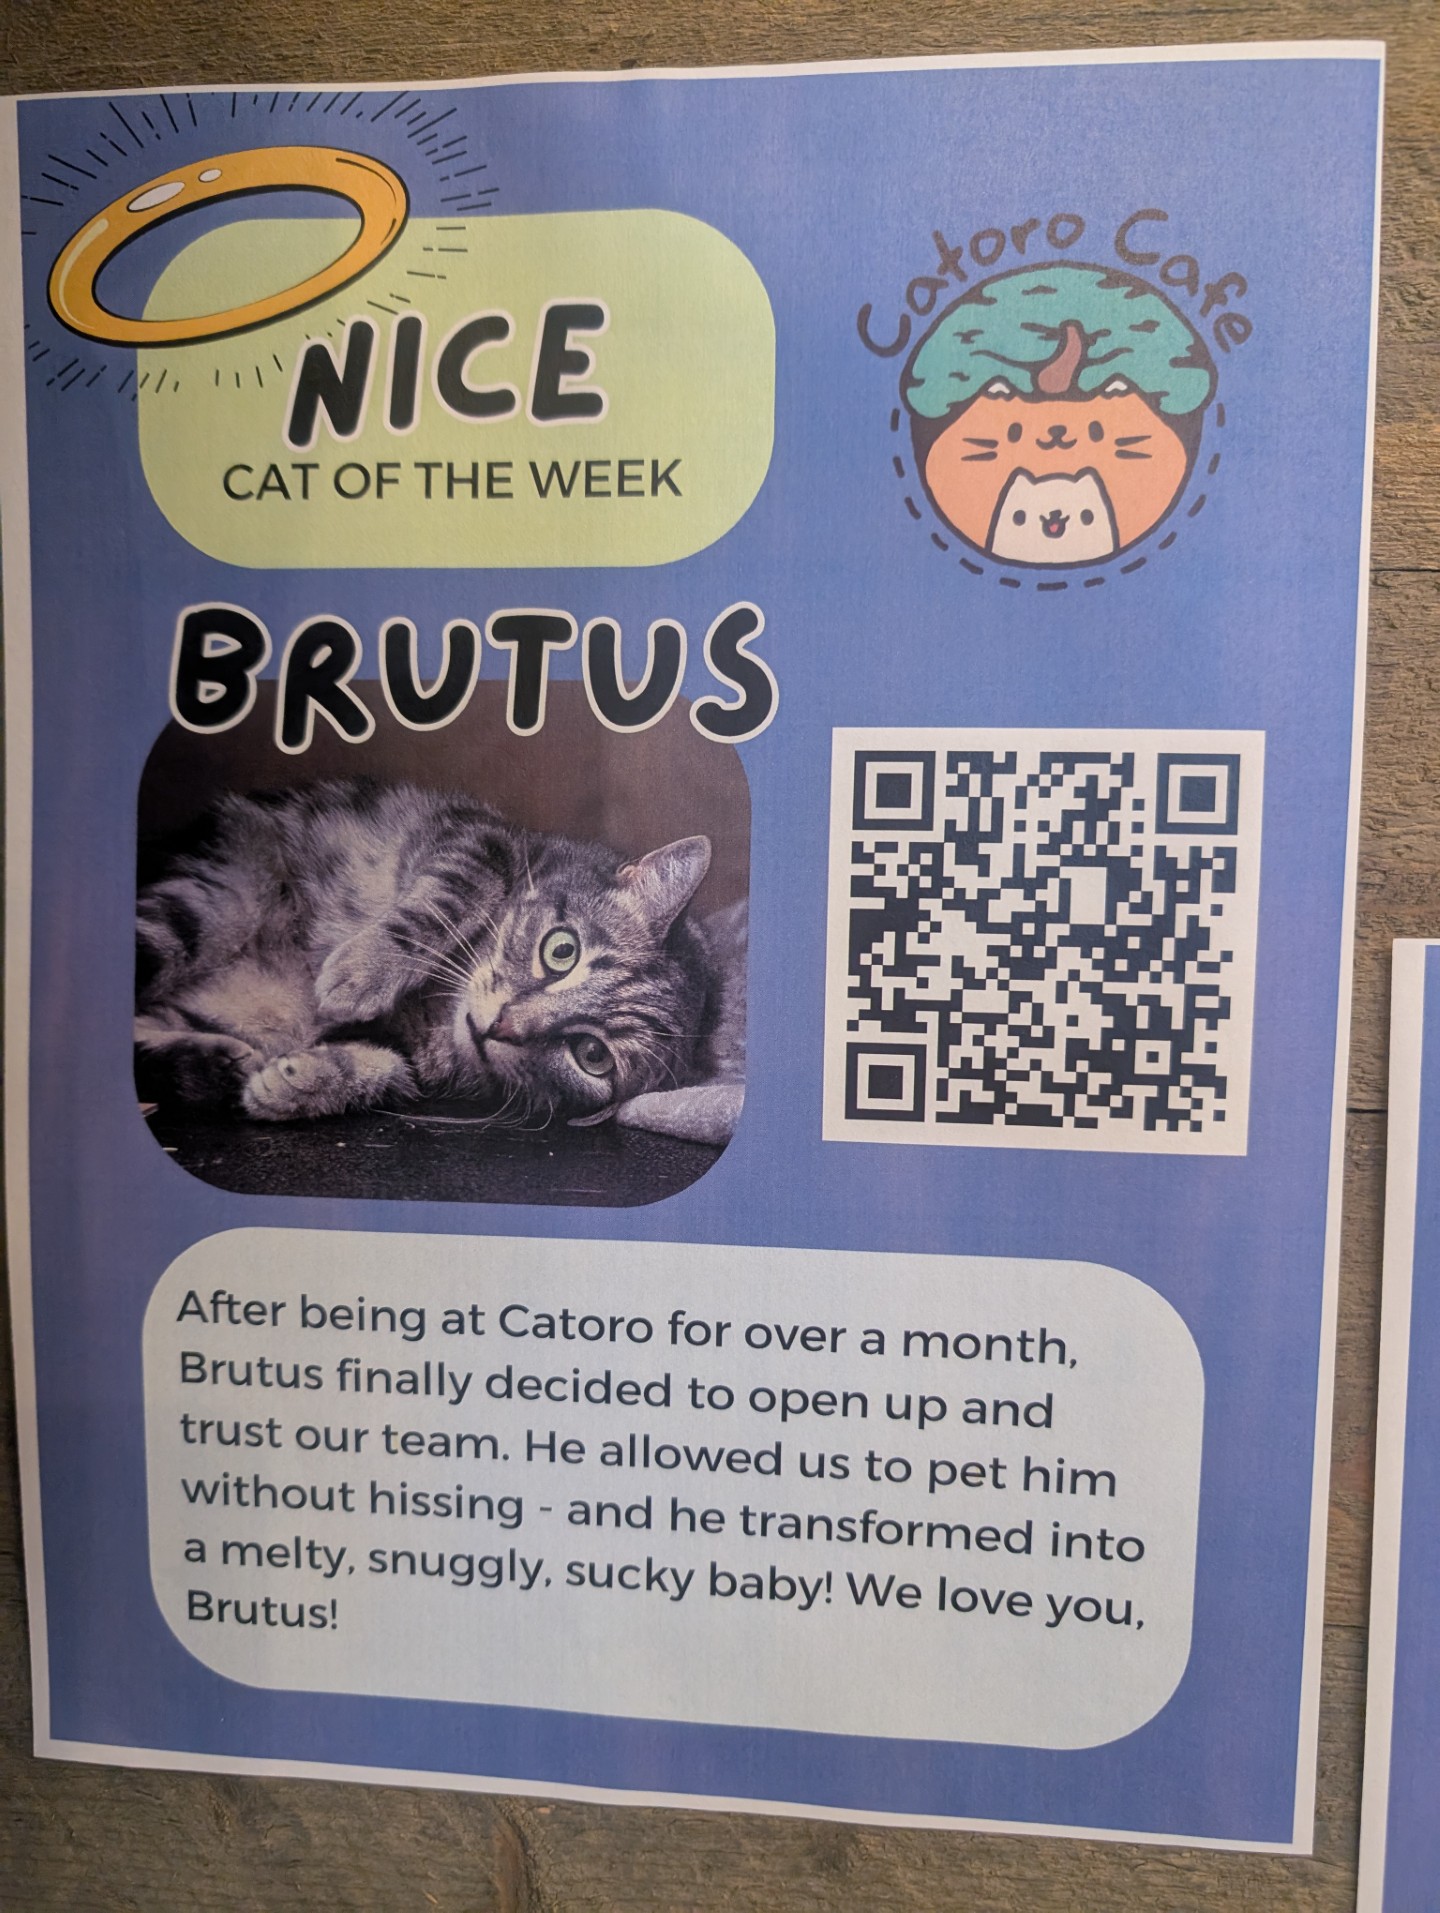 NICE
CAT OF THE WEEK
Catoro Cafe
BRUTUS
After being at Catoro for over a month,
Brutus finally decided to open up and
trust our team. He allowed us to pet him
without hissing - and he transformed into
a melty, snuggly, sucky baby! We love you,
Brutus!